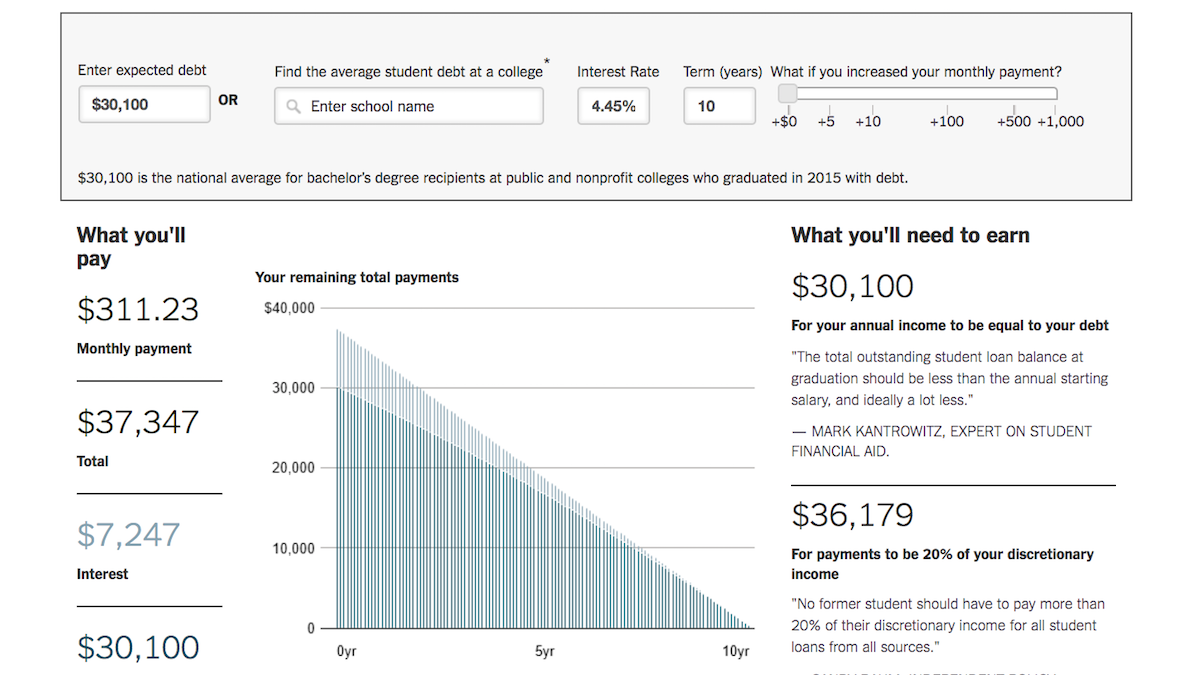 Enter expected debt
$30,100
OR
Find the average student debt at a college*
Enter school name
Interest Rate
4.45%
Term (years)
10
What if you increased your monthly payment?
+$0 +5 +10 +100 +500 +1,000
$30,100 is the national average for bachelor's degree recipients at public and nonprofit colleges who graduated in 2015 with debt.
What you'll
pay
$311.23
Monthly payment
$37,347
Total
$7,247
Interest
$30,100
Your remaining total payments
$40,000
30,000
20,000
10,000
0
0yr 5yr 10yr
What you'll need to earn
$30,100
For your annual income to be equal to your debt
"The total outstanding student loan balance at
graduation should be less than the annual starting
salary, and ideally a lot less."
— MARK KANTROWITZ, EXPERT ON STUDENT
FINANCIAL AID.
$36,179
For payments to be 20% of your discretionary
income
"No former student should have to pay more than
20% of their discretionary income for all student
loans from all sources."